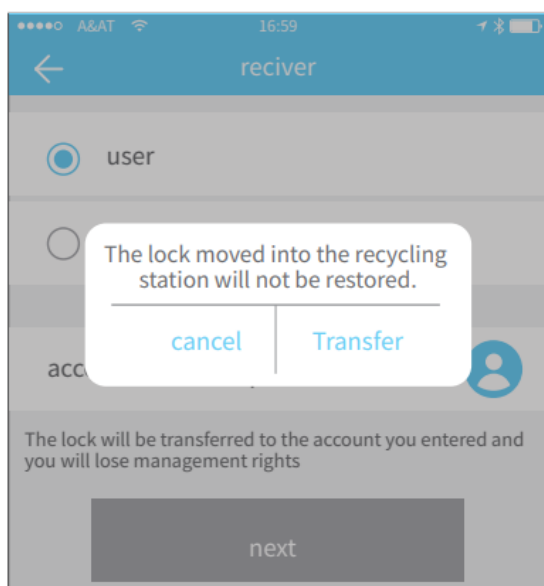 A&AT
16:59
reciver
user
The lock moved into the recycling
station will not be restored.
cancel
Transfer
The lock will be transferred to the account you entered and
you will lose management rights
next